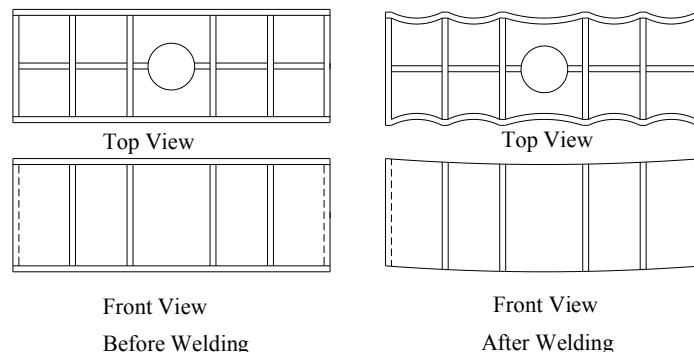 Top View
Top View
Front View
Front View
Before Welding
After Welding